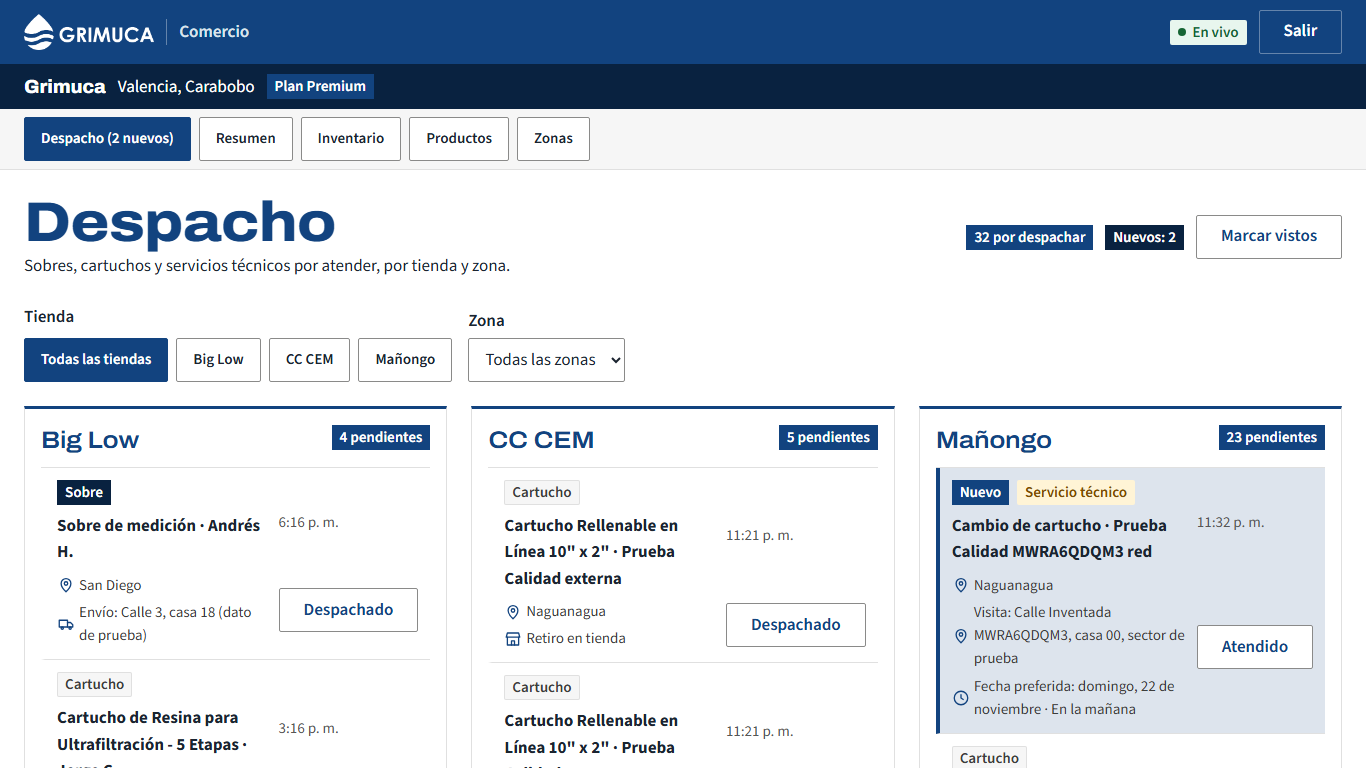 GRIMUCA
Comercio
En vivo
Salir
Grimuca
Valencia, Carabobo
Plan Premium
Despacho (2 nuevos)
Resumen
Inventario
Productos
Zonas
Despacho
Sobres, cartuchos y servicios técnicos por atender, por tienda y zona.
32 por despachar
Nuevos: 2
Marcar vistos
Tienda
Todas las tiendas
Big Low
CC CEM
Mañongo
Zona
Todas las zonas
Big Low
4 pendientes
Sobre
Sobre de medición · Andrés
H.
6:16 p. m.
San Diego
Envío: Calle 3, casa 18 (dato
de prueba)
Despachado
Cartucho
Cartucho de Resina para
Ultrafiltración - 5 Etapas ·
3:16 p. m.
CC CEM
5 pendientes
Cartucho
Cartucho Rellenable en
Línea 10" x 2" · Prueba
Calidad externa
11:21 p. m.
Naguanagua
Retiro en tienda
Despachado
Cartucho
Cartucho Rellenable en
Línea 10" x 2" · Prueba
11:21 p. m.
Mañongo
23 pendientes
Nuevo
Servicio técnico
Cambio de cartucho · Prueba
Calidad MWRA6QDQM3 red
11:32 p. m.
Naguanagua
Visita: Calle Inventada
MWRA6QDQM3, casa 00, sector de
prueba
Fecha preferida: domingo, 22 de
noviembre · En la mañana
Atendido
Cartucho